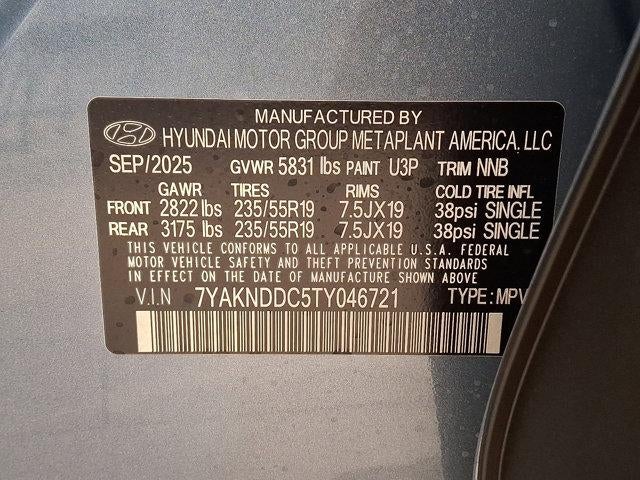 MANUFACTURED BY
HYUNDAI MOTOR GROUP METAPLANT AMERICA, LLC
SEP/2025 GVWR 5831 lbs PAINT U3P TRIM NNB
GAWR TIRES RIMS COLD TIRE INFL
FRONT 2822 lbs 235/55R19 7.5JX19 38psi SINGLE
REAR 3175 lbs 235/55R19 7.5JX19 38psi SINGLE
THIS VEHICLE CONFORMS TO ALL APPLICABLE U.S.A. FEDERAL
MOTOR VEHICLE SAFETY AND THEFT PREVENTION STANDARDS
IN EFFECT ON THE DATE OF MANUFACTURE SHOWN ABOVE
V.I.N 7YAKNDDC5TY046721 TYPE: MPV